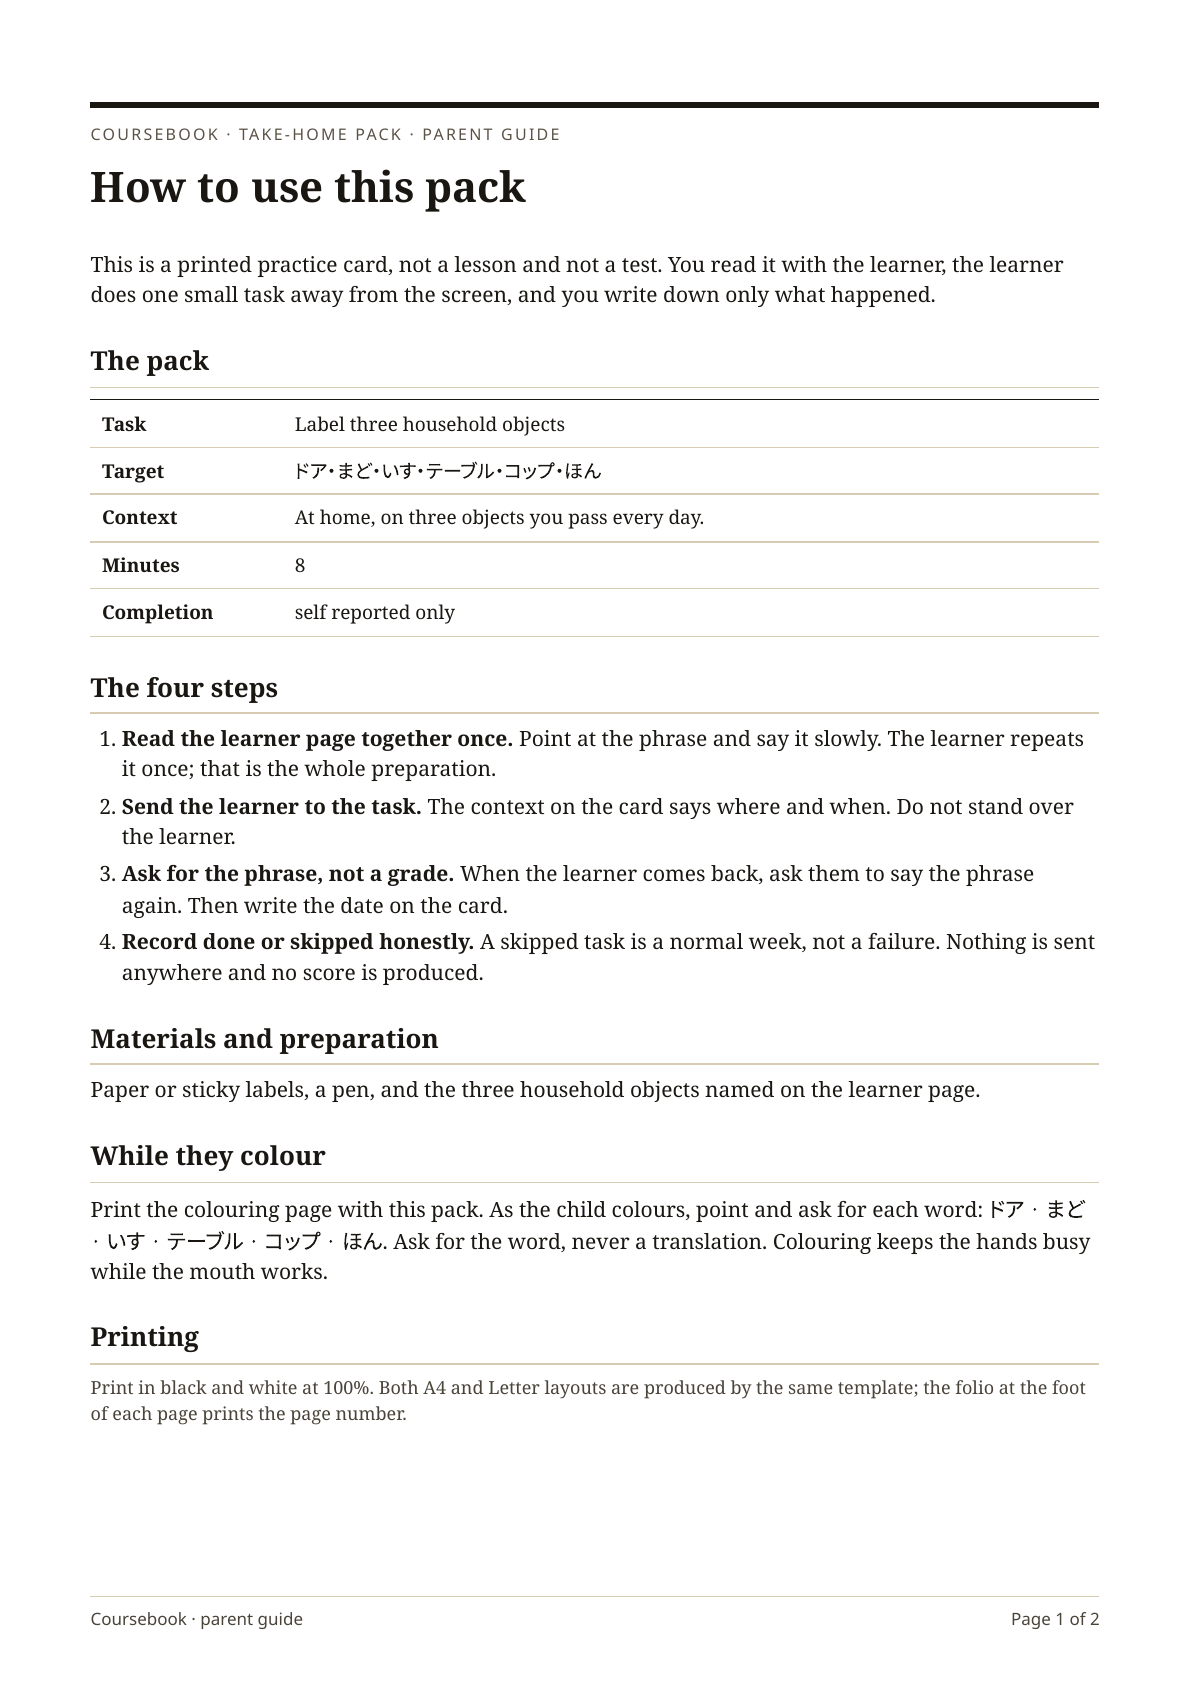 COURSEBOOK · TAKE-HOME PACK · PARENT GUIDE
How to use this pack
This is a printed practice card, not a lesson and not a test. You read it with the learner, the learner
does one small task away from the screen, and you write down only what happened.
The pack
Task Label three household objects
Target ドア・まど・いす・テーブル・コップ・ほん
Context At home, on three objects you pass every day.
Minutes 8
Completion self reported only
The four steps
1. Read the learner page together once. Point at the phrase and say it slowly. The learner repeats
it once; that is the whole preparation.
2. Send the learner to the task. The context on the card says where and when. Do not stand over
the learner.
3. Ask for the phrase, not a grade. When the learner comes back, ask them to say the phrase
again. Then write the date on the card.
4. Record done or skipped honestly. A skipped task is a normal week, not a failure. Nothing is sent
anywhere and no score is produced.
Materials and preparation
Paper or sticky labels, a pen, and the three household objects named on the learner page.
While they colour
Print the colouring page with this pack. As the child colours, point and ask for each word: ドア · まど
· いす · テーブル · コップ · ほん. Ask for the word, never a translation. Colouring keeps the hands busy
while the mouth works.
Printing
Print in black and white at 100%. Both A4 and Letter layouts are produced by the same template; the folio at the foot
of each page prints the page number.
Coursebook · parent guide Page 1 of 2